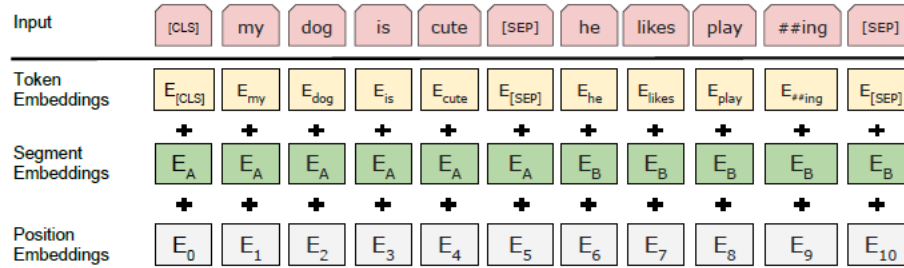 Input [CLS] my dog is cute [SEP] he likes play ##ing [SEP]
Token Embeddings E[CLS] Emy Edog Eis Ecute E[SEP] Ehe Elikes Eplay E##ing E[SEP]
+ + + + + + + + + + +
Segment Embeddings EA EA EA EA EA EA EB EB EB EB EB
+ + + + + + + + + + +
Position Embeddings E0 E1 E2 E3 E4 E5 E6 E7 E8 E9 E10